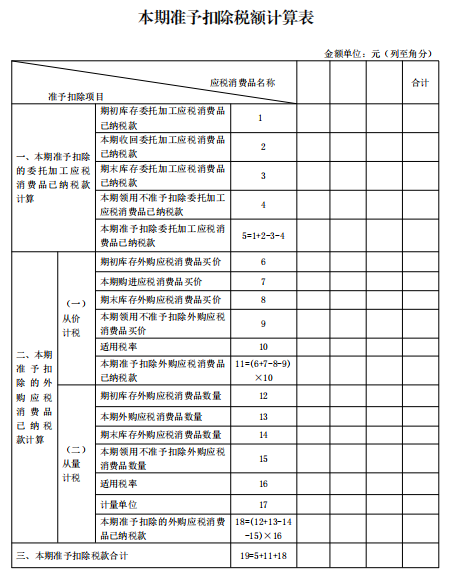 本期准予扣除税额计算表
金额单位：元（列至角分）
应税消费品名称
准予扣除项目
合计
一、本期准予扣除
的委托加工应税
消费品已纳税款
计算
期初库存委托加工应税消费品
已纳税款
1
本期收回委托加工应税消费品
已纳税款
2
期末库存委托加工应税消费品
已纳税款
3
本期领用不准予扣除委托加工
应税消费品已纳税款
4
本期准予扣除委托加工应税消
费品已纳税款
5=1+2-3-4
二、本期
准予扣
除的外
购应税
消费品
已纳税
款计算
（一）
从价
计税
期初库存外购应税消费品买价
6
本期购进应税消费品买价
7
期末库存外购应税消费品买价
8
本期领用不准予扣除外购应税
消费品买价
9
适用税率
10
本期准予扣除外购应税消费品
已纳税款
11=(6+7-8-9)
×10
（二）
从量
计税
期初库存外购应税消费品数量
12
本期外购应税消费品数量
13
期末库存外购应税消费品数量
14
本期领用不准予扣除外购应税
消费品数量
15
适用税率
16
计量单位
17
本期准予扣除的外购应税消费
品已纳税款
18=(12+13-14
-15)×16
三、本期准予扣除税款合计
19=5+11+18